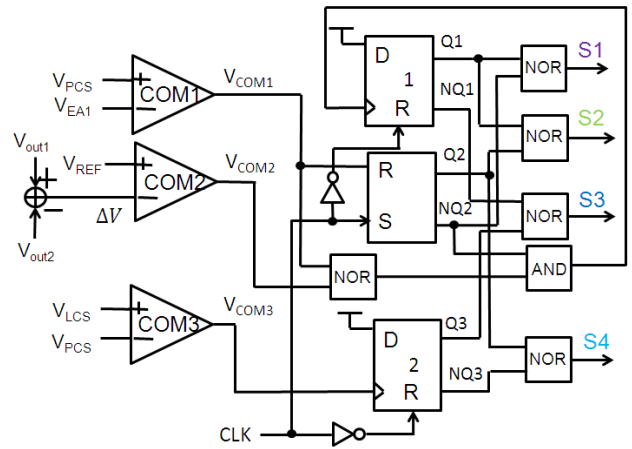 D
1
R
Q1
NQ1
NOR
S1
V_PCS
V_EA1
+
−
COM1
V_COM1
NOR
S2
V_out1
+
−
V_out2
ΔV
V_REF
+
−
COM2
V_COM2
R
S
Q2
NQ2
NOR
S3
NOR
AND
V_LCS
V_PCS
+
−
COM3
V_COM3
D
2
R
Q3
NQ3
NOR
S4
CLK